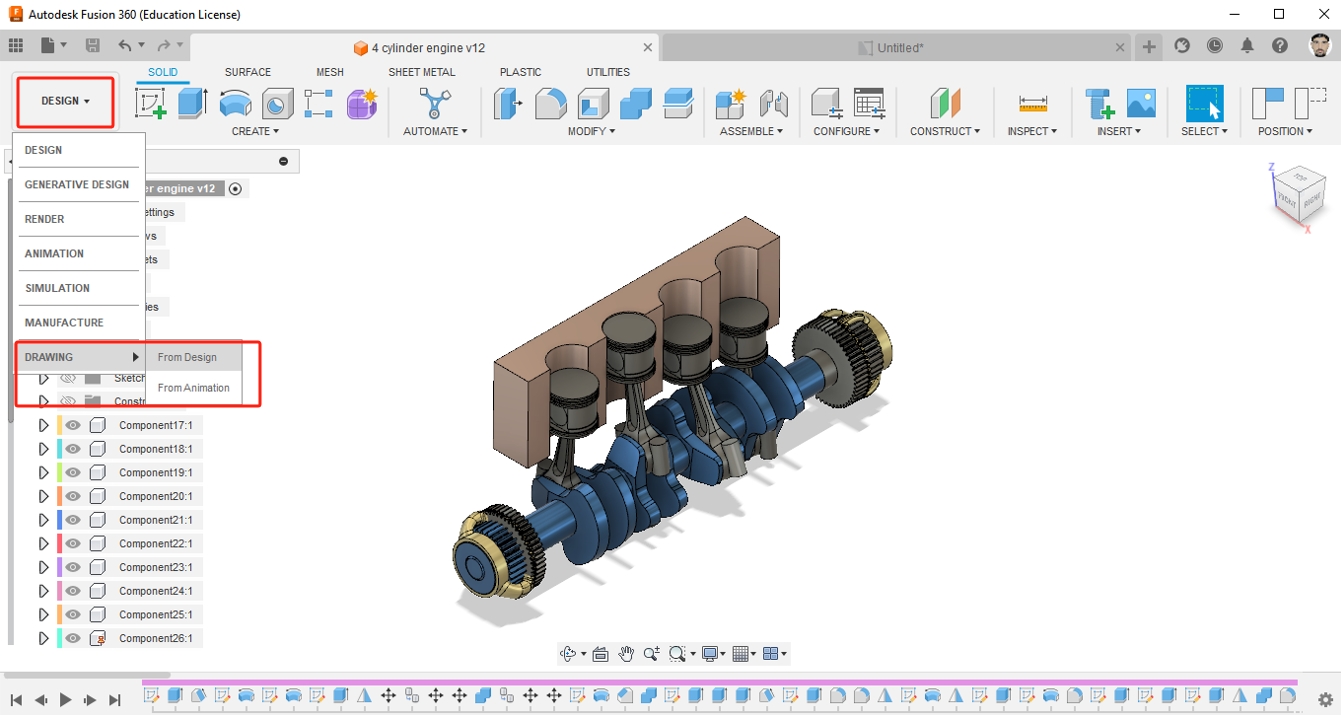 Autodesk Fusion 360 (Education License)
4 cylinder engine v12
Untitled*
DESIGN
SOLID
SURFACE
MESH
SHEET METAL
PLASTIC
UTILITIES
CREATE
AUTOMATE
MODIFY
ASSEMBLE
CONFIGURE
CONSTRUCT
INSPECT
INSERT
SELECT
POSITION
DESIGN
GENERATIVE DESIGN
RENDER
ANIMATION
SIMULATION
MANUFACTURE
DRAWING
From Design
From Animation
er engine v12
ettings
ws
ets
ies
Sketch
Constr
Component17:1
Component18:1
Component19:1
Component20:1
Component21:1
Component22:1
Component23:1
Component24:1
Component25:1
Component26:1
Z
TOP
FRONT
RIGHT
X